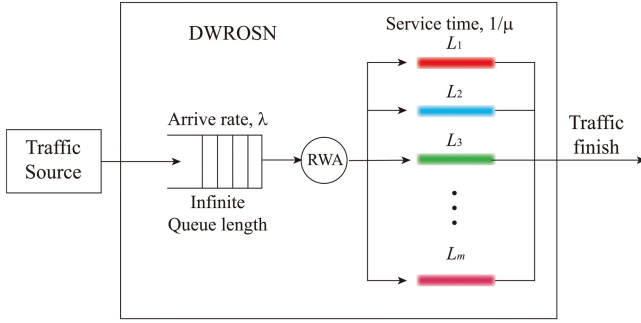 DWROSN
Service time, 1/μ
L1
Arrive rate, λ
L2
Traffic
Source
RWA
L3
Traffic
finish
Infinite
Queue length
Lm